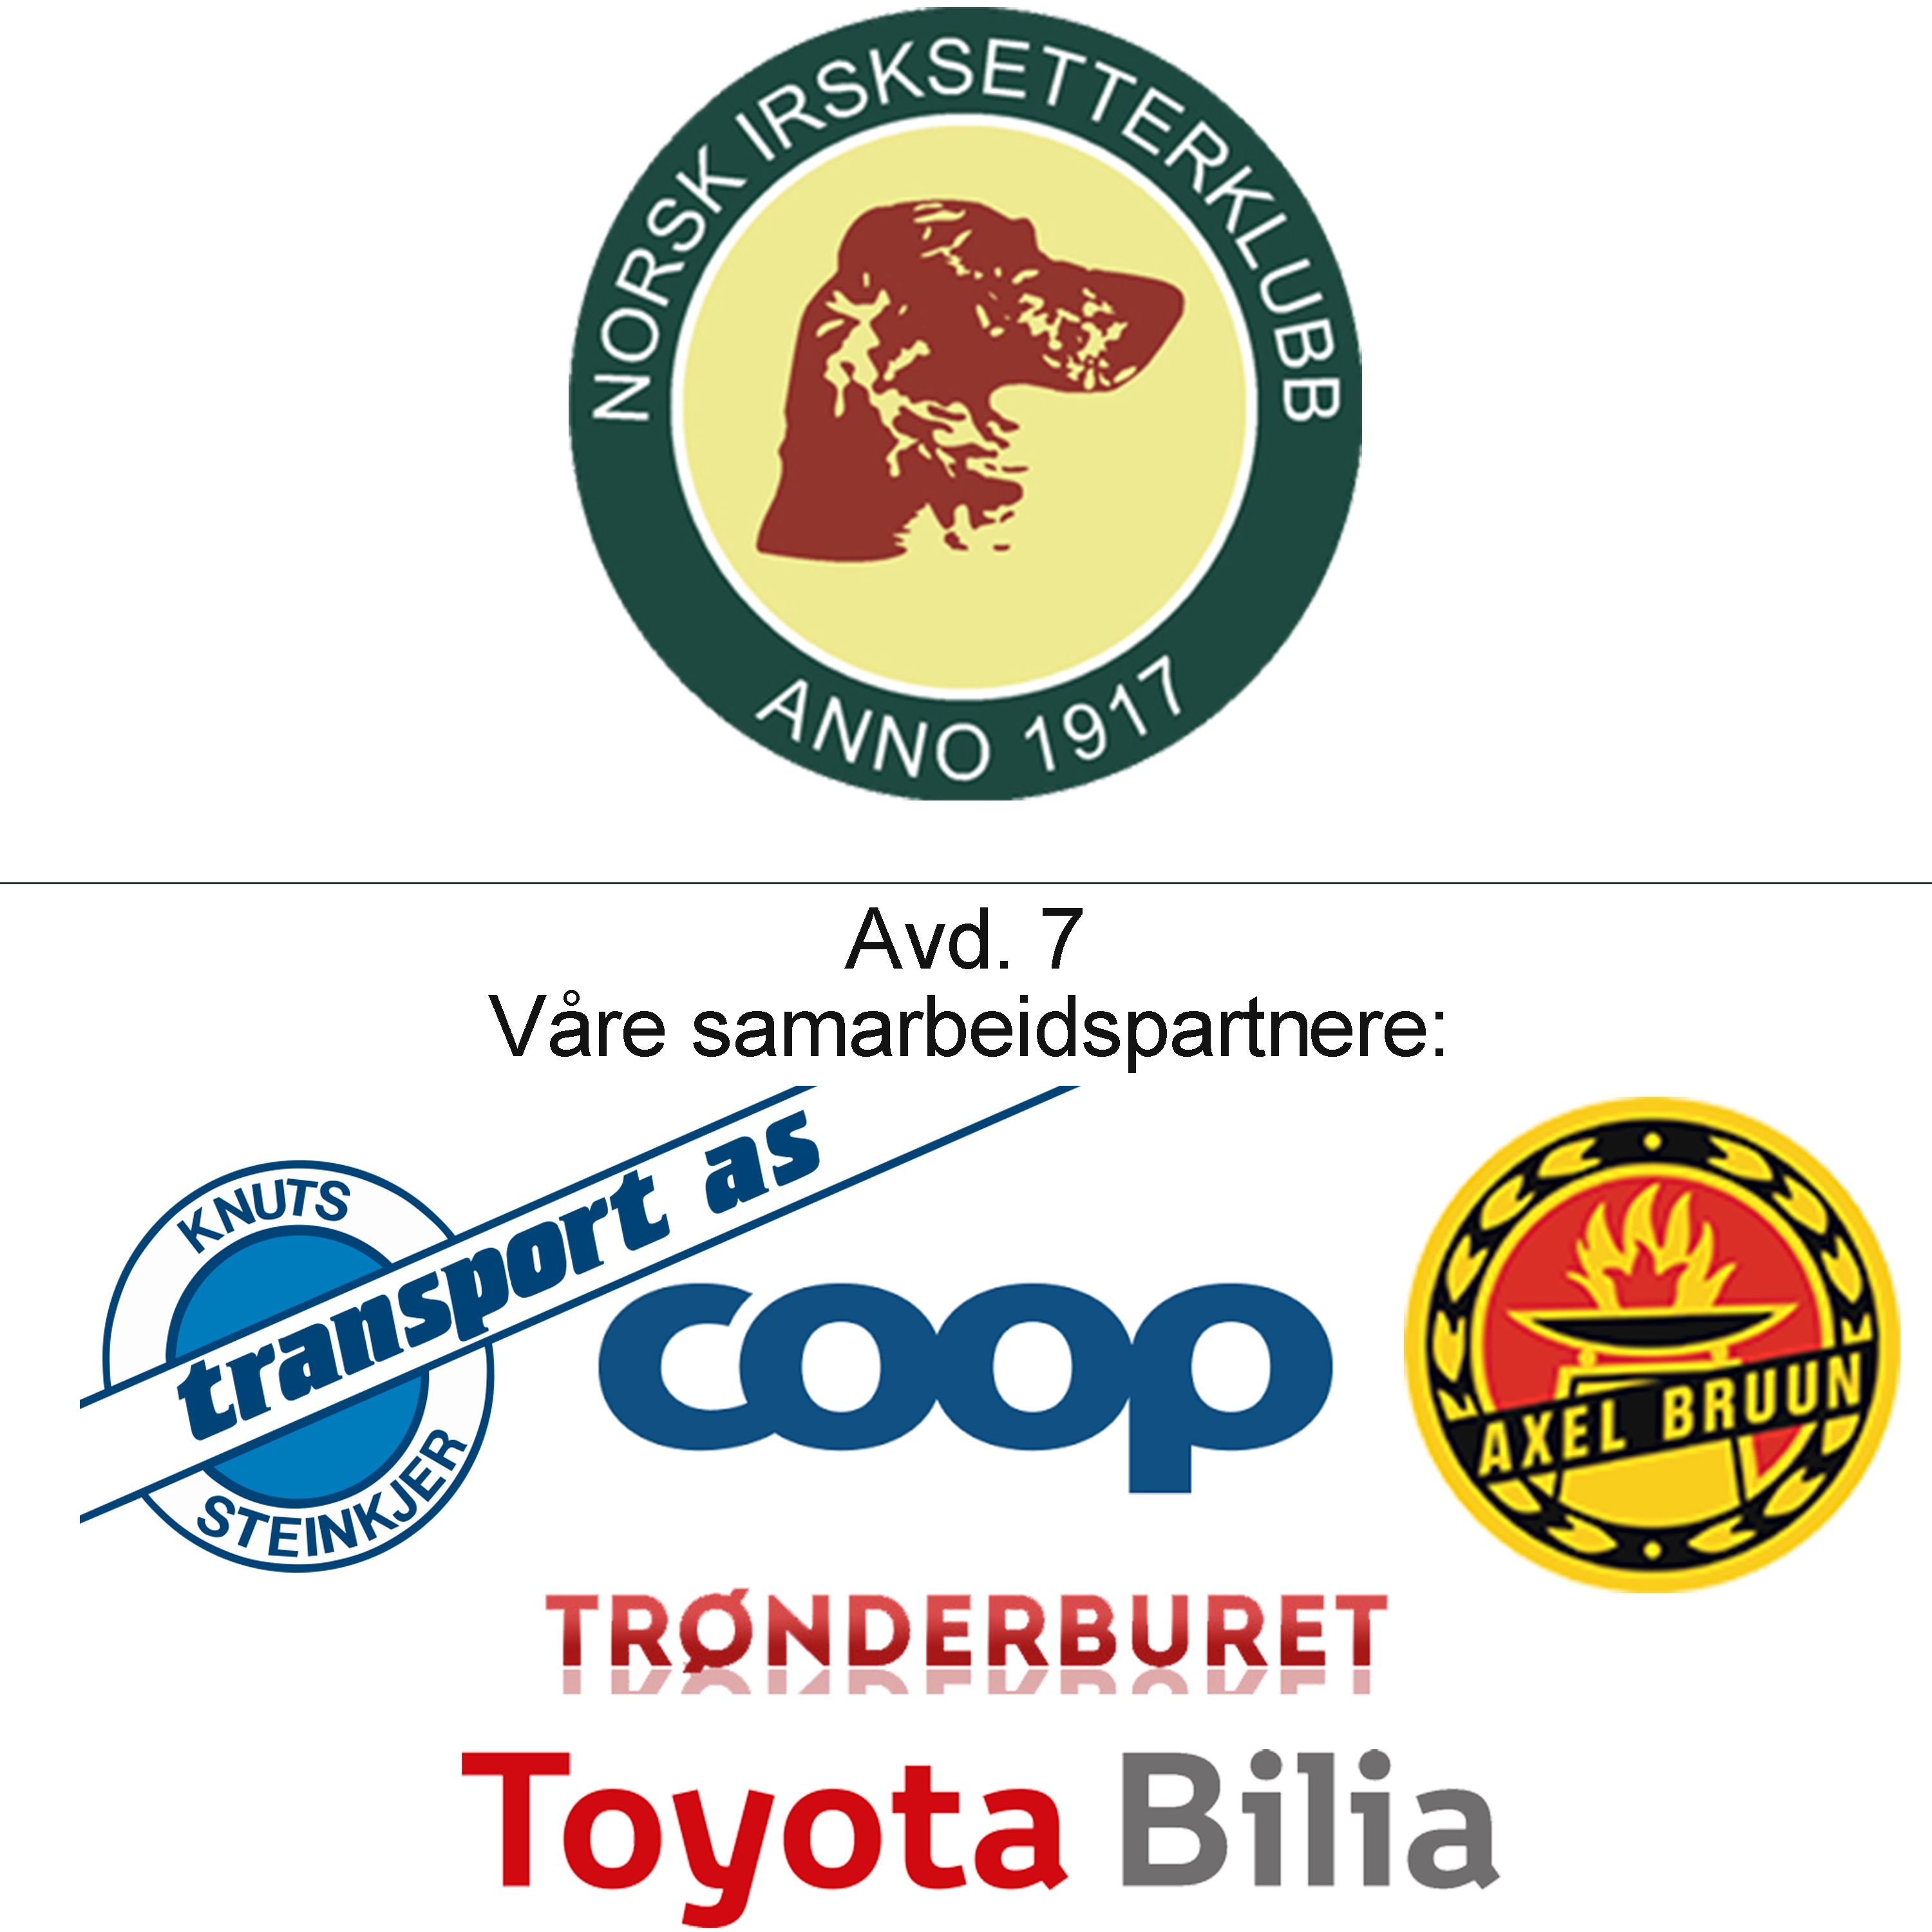 NORSK IRSKSETTERKLUBB
ANNO 1917
Avd. 7
Våre samarbeidspartnere:
KNUTS
transport as
STEINKJER
coop
AXEL BRUUN
TRØNDERBURET
Toyota Bilia